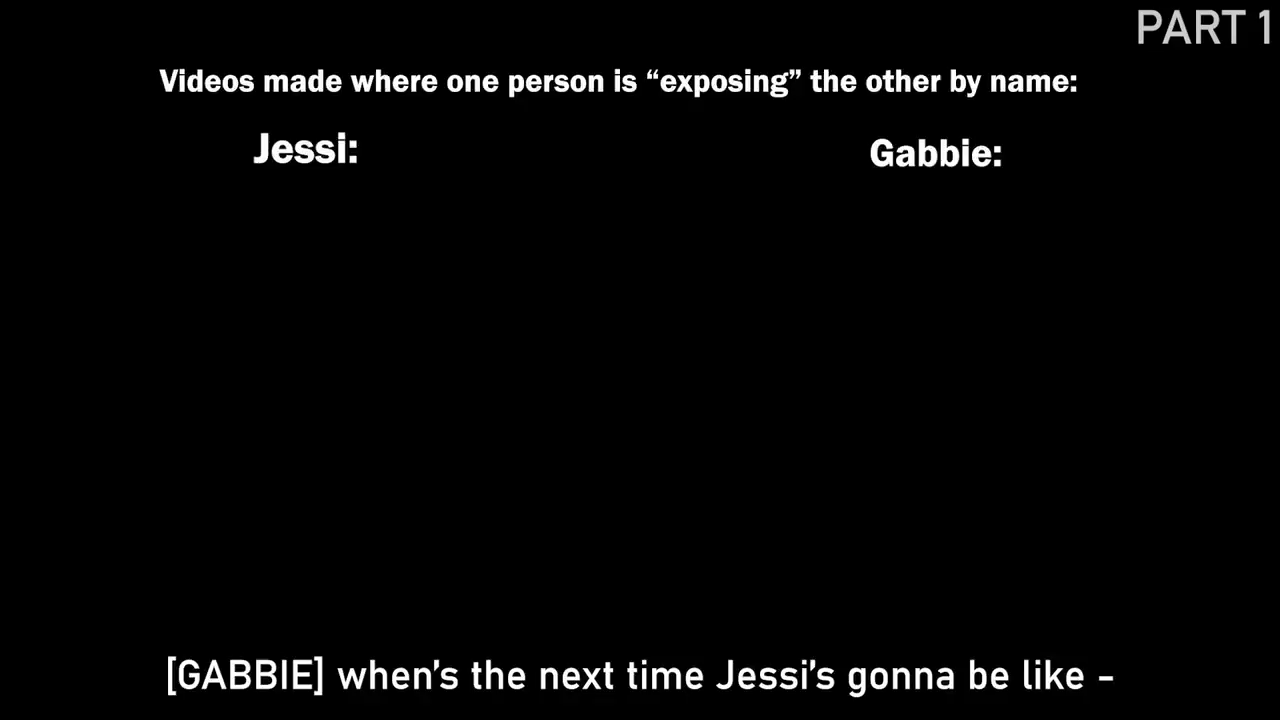 PART 1
Videos made where one person is “exposing” the other by name:
Jessi:
Gabbie:
[GABBIE] when's the next time Jessi's gonna be like -